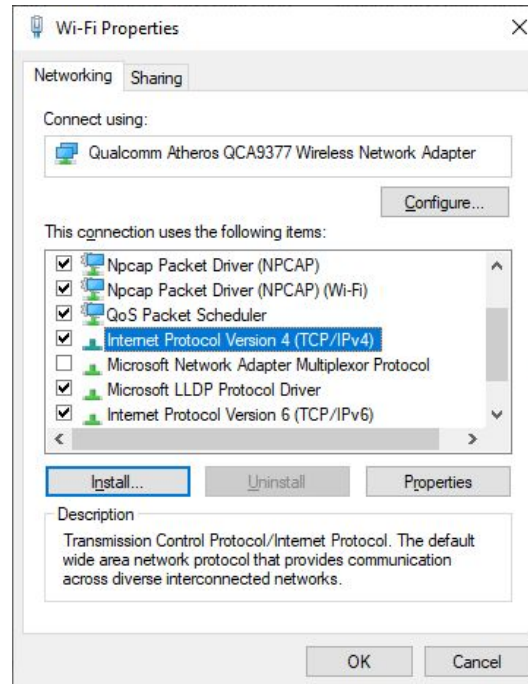 Wi-Fi Properties
Networking
Sharing
Connect using:
Qualcomm Atheros QCA9377 Wireless Network Adapter
Configure...
This connection uses the following items:
Npcap Packet Driver (NPCAP)
Npcap Packet Driver (NPCAP) (Wi-Fi)
QoS Packet Scheduler
Internet Protocol Version 4 (TCP/IPv4)
Microsoft Network Adapter Multiplexor Protocol
Microsoft LLDP Protocol Driver
Internet Protocol Version 6 (TCP/IPv6)
Install...
Uninstall
Properties
Description
Transmission Control Protocol/Internet Protocol. The default
wide area network protocol that provides communication
across diverse interconnected networks.
OK
Cancel